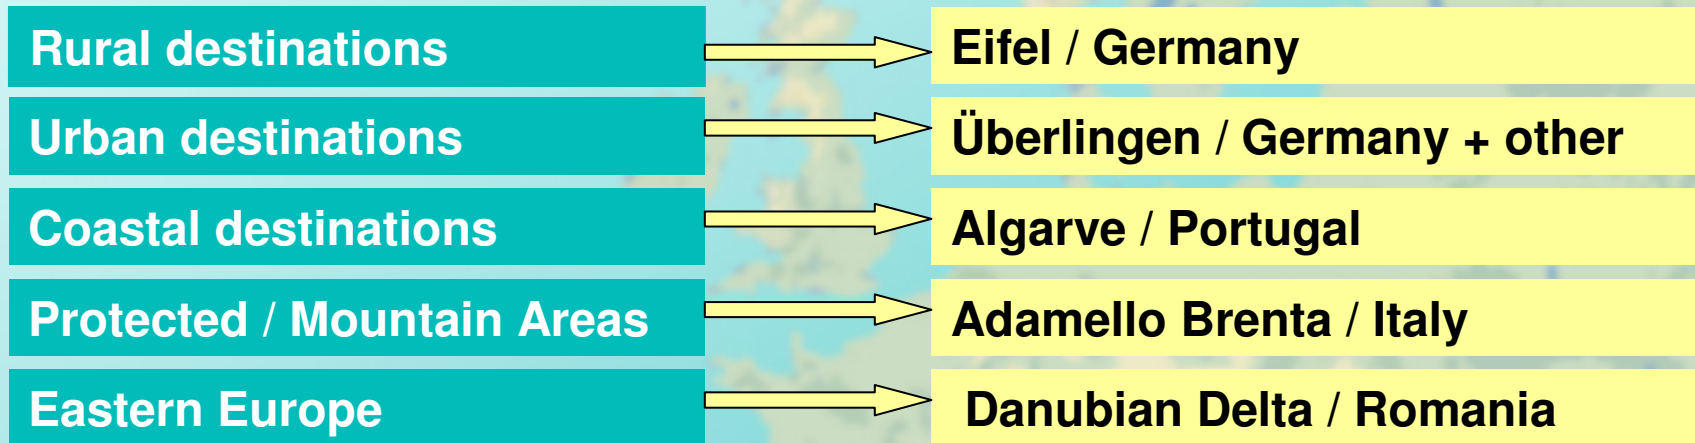 Rural destinations
Eifel / Germany
Urban destinations
Überlingen / Germany + other
Coastal destinations
Algarve / Portugal
Protected / Mountain Areas
Adamello Brenta / Italy
Eastern Europe
Danubian Delta / Romania